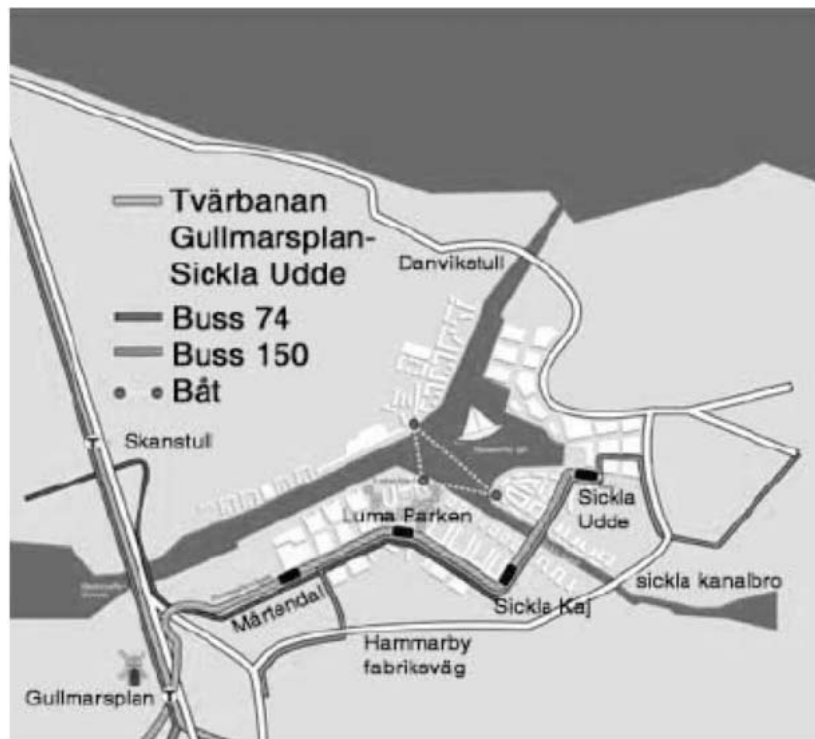 Tvärbanan
Gullmarsplan-
Sickla Udde
Buss 74
Buss 150
Båt
Danvikstull
Skanstull
Luma Parken
Sickla
Udde
Mårtendal
Sickla Kaj
sickla kanalbro
Hammarby
fabriksväg
Gullmarsplan
T
T